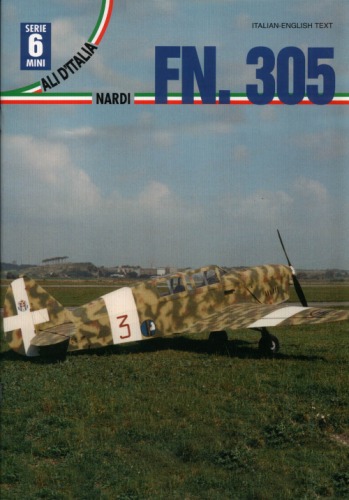 SERIE
6
MINI
ALI D'ITALIA
ITALIAN-ENGLISH TEXT
FN. 305
NARDI
3